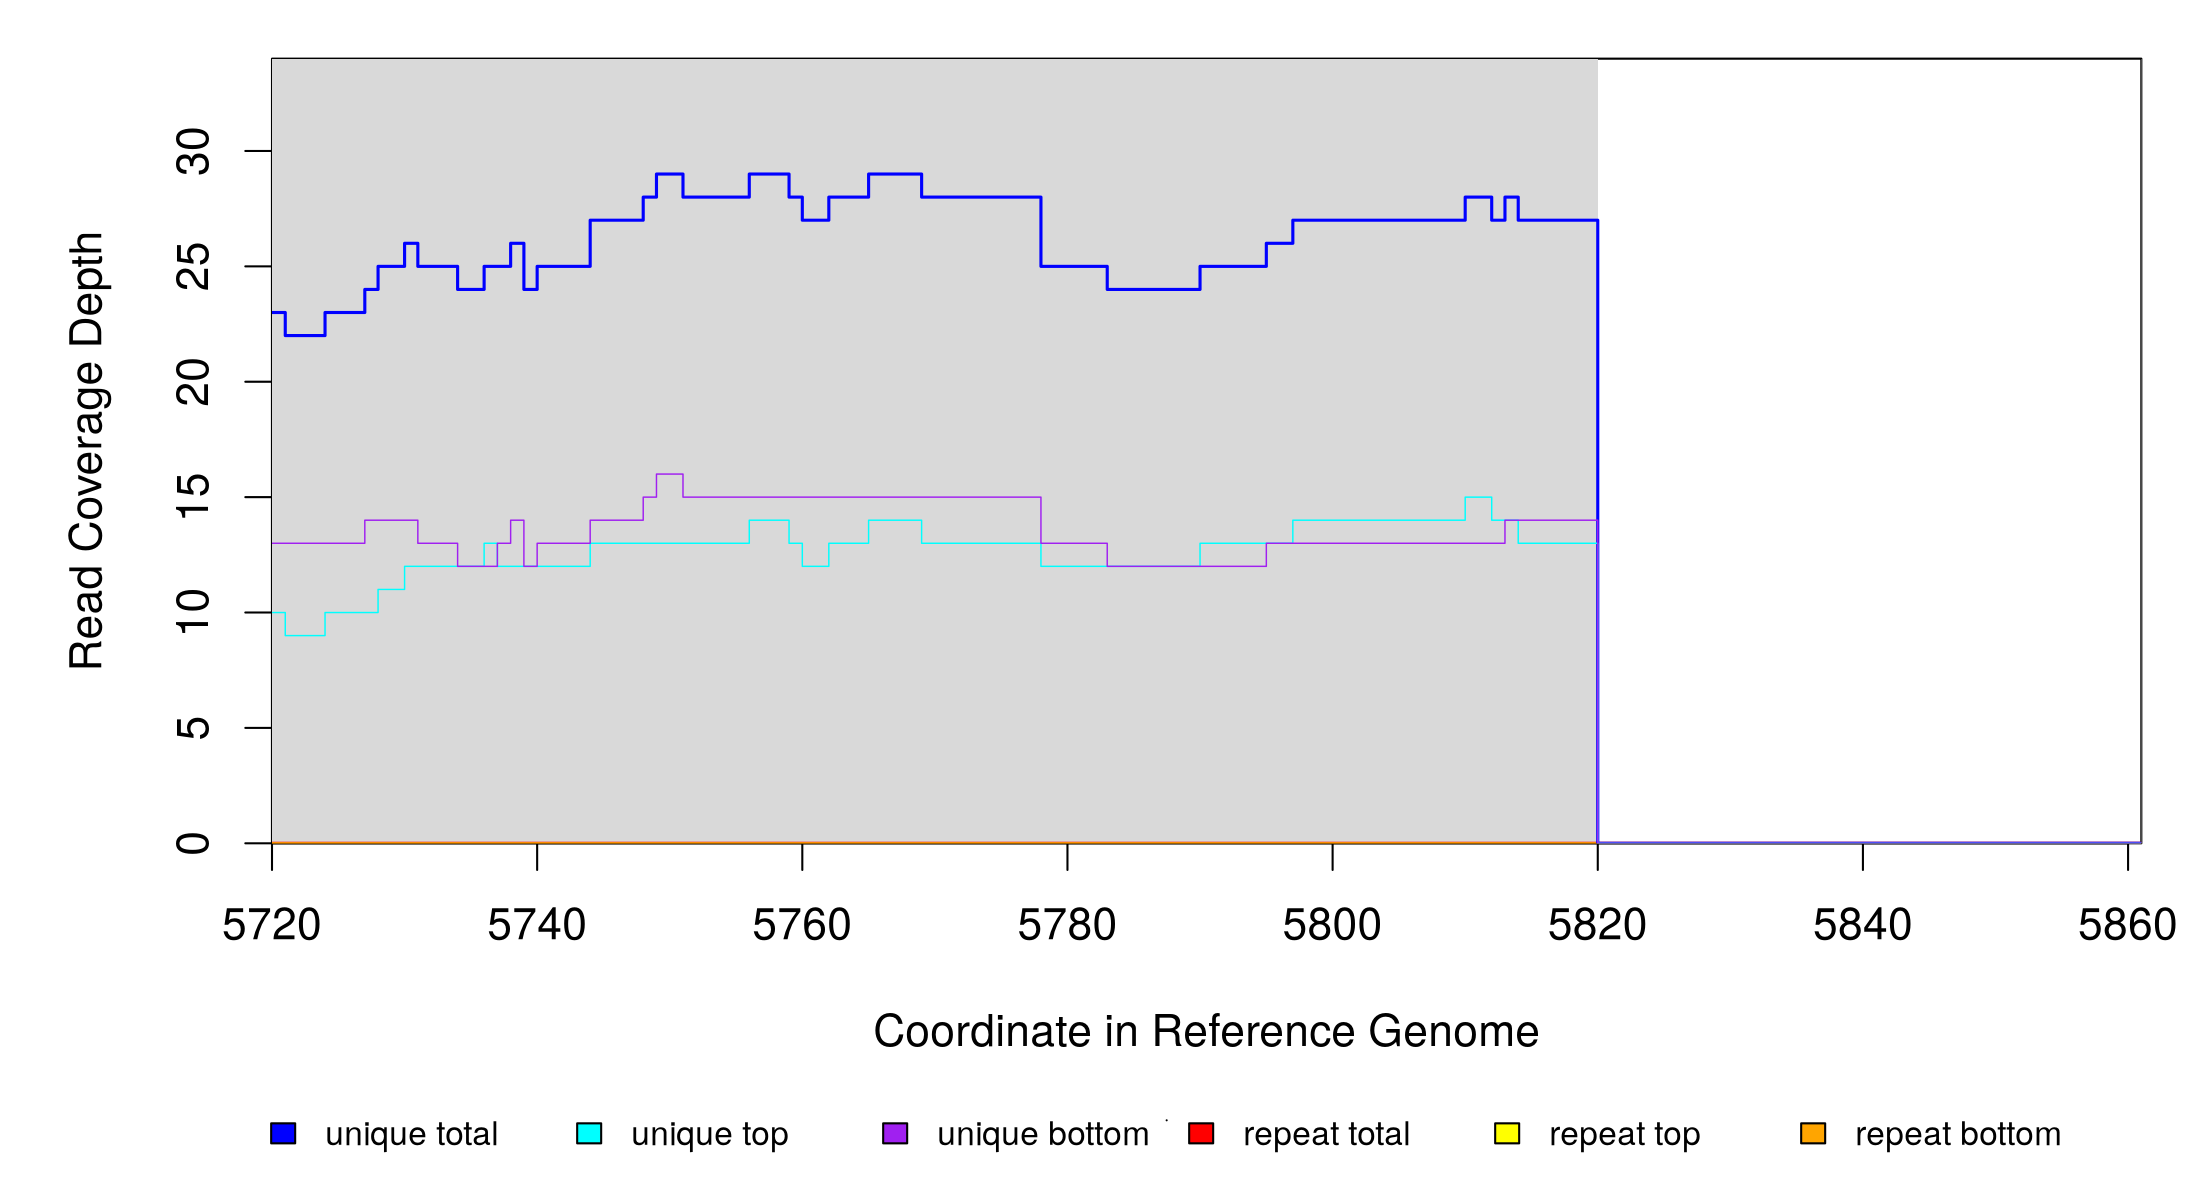 Read Coverage Depth
30
25
20
15
10
5
0
5720 5740 5760 5780 5800 5820 5840 5860
Coordinate in Reference Genome
unique total unique top unique bottom repeat total repeat top repeat bottom